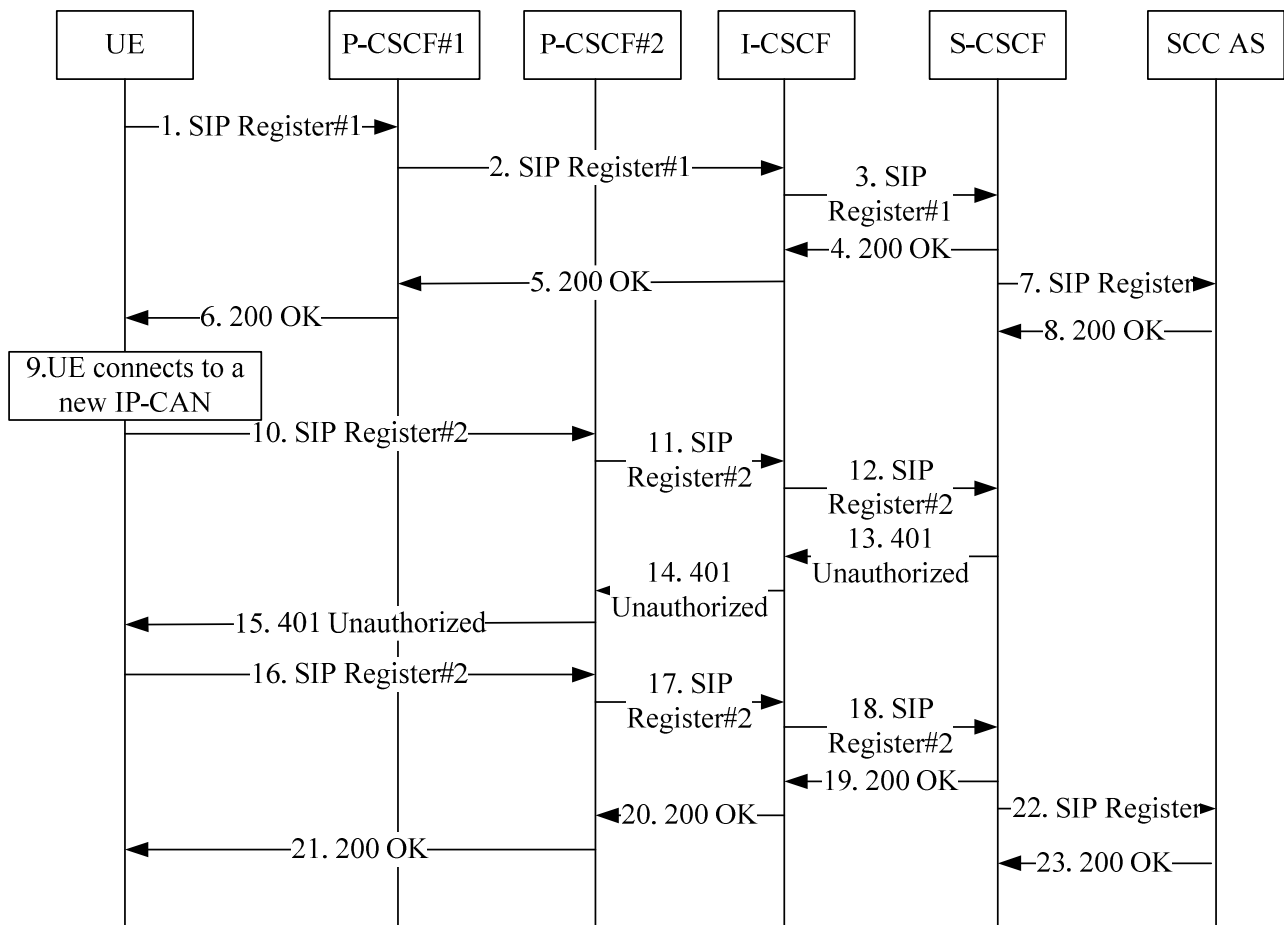 UE
P-CSCF#1
P-CSCF#2
I-CSCF
S-CSCF
SCC AS
1. SIP Register#1
2. SIP Register#1
3. SIP
Register#1
4. 200 OK
5. 200 OK
7. SIP Register
6. 200 OK
8. 200 OK
9.UE connects to a
new IP-CAN
10. SIP Register#2
11. SIP
Register#2
12. SIP
Register#2
13. 401
Unauthorized
14. 401
Unauthorized
15. 401 Unauthorized
16. SIP Register#2
17. SIP
Register#2
18. SIP
Register#2
19. 200 OK
20. 200 OK
22. SIP Register
21. 200 OK
23. 200 OK